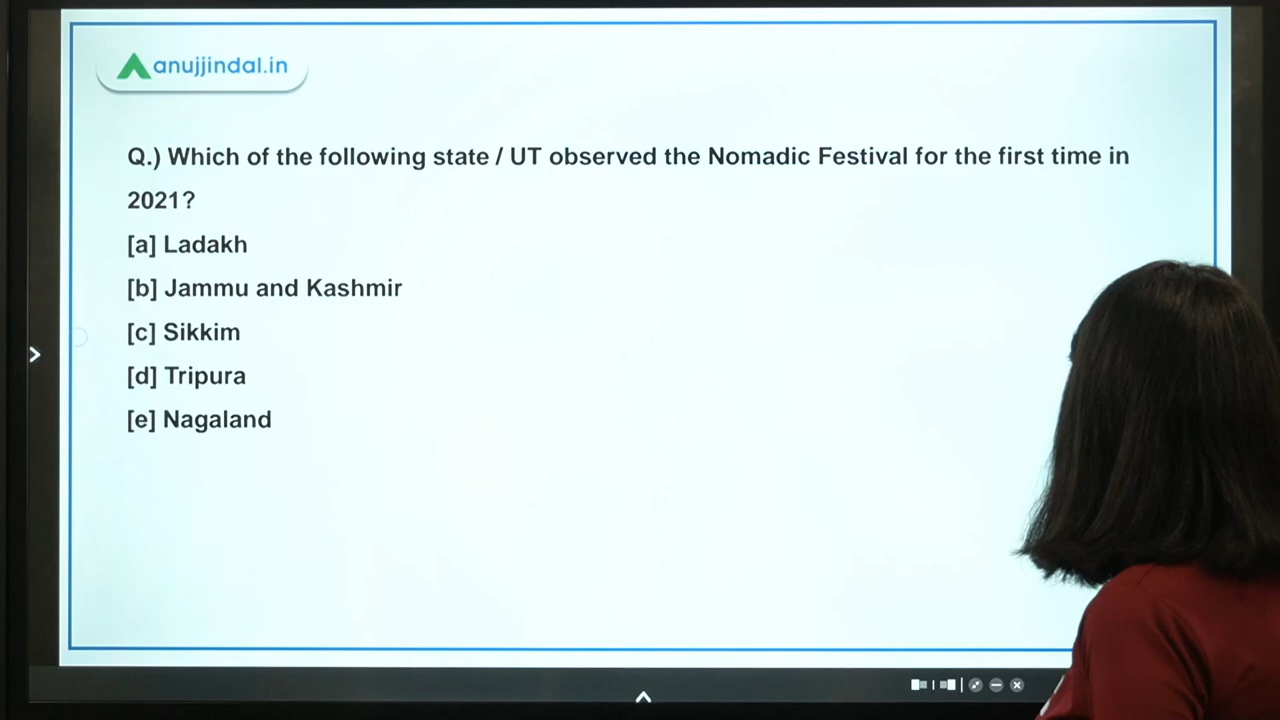 anujjindal.in
Q.) Which of the following state / UT observed the Nomadic Festival for the first time in
2021?
[a] Ladakh
[b] Jammu and Kashmir
[c] Sikkim
[d] Tripura
[e] Nagaland